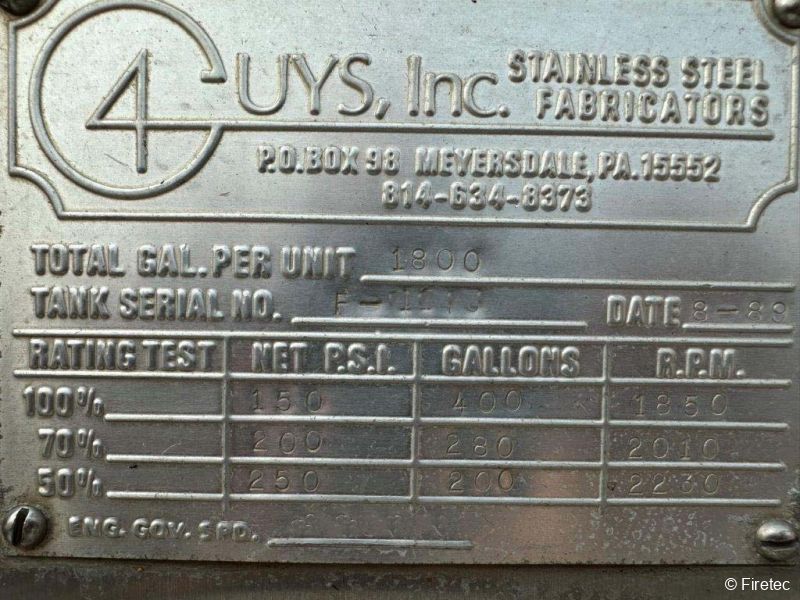 4 GUYS, Inc. STAINLESS STEEL FABRICATORS
P.O. BOX 98 MEYERSDALE, PA. 15552
814-634-8373
TOTAL GAL. PER UNIT 1800
TANK SERIAL NO. DATE 8-89
RATING TEST NET P.S.I. GALLONS R.P.M.
100% 150 400 1850
70% 200 280 2010
50% 250 200 2230
ENG. GOV. SPD.
© Firetec